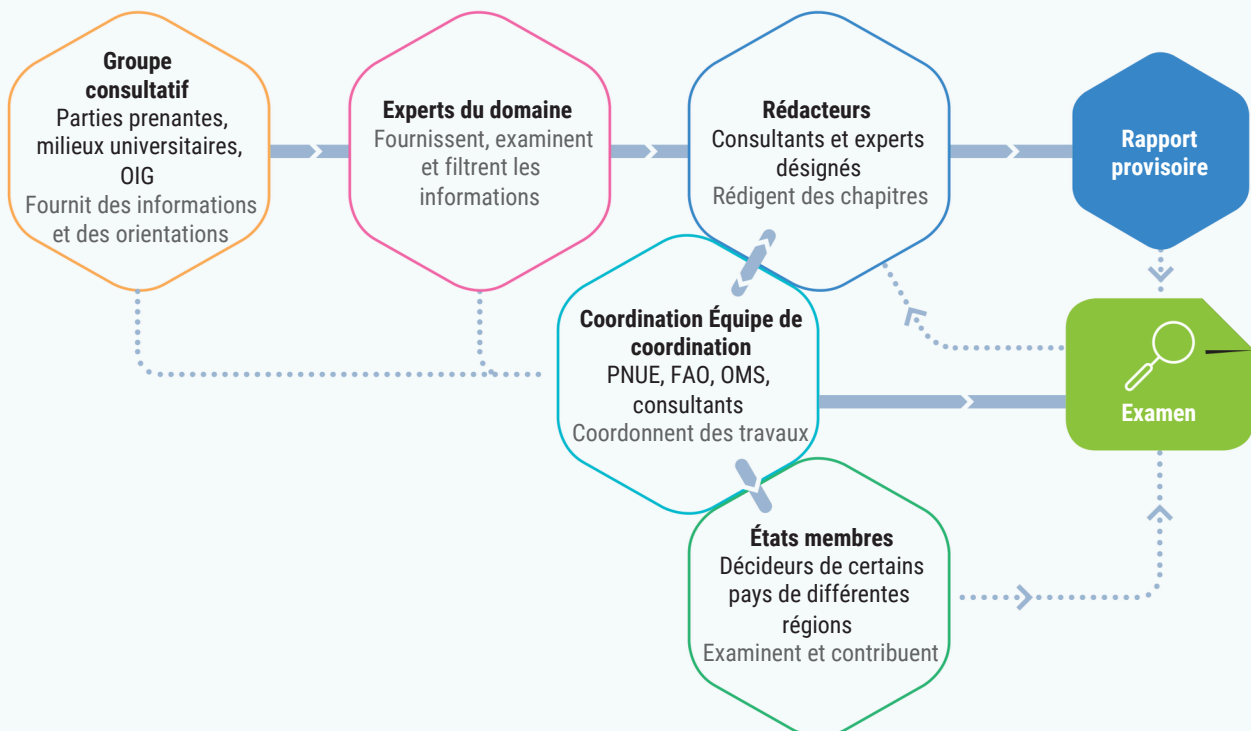 Groupe
consultatif
Parties prenantes,
milieux universitaires,
OIG
Fournit des informations
et des orientations
Experts du domaine
Fournissent, examinent
et filtrent les
informations
Rédacteurs
Consultants et experts
désignés
Rédigent des chapitres
Rapport
provisoire
Coordination Équipe de
coordination
PNUE, FAO, OMS,
consultants
Coordonnent des travaux
Examen
États membres
Décideurs de certains
pays de différentes
régions
Examinent et contribuent